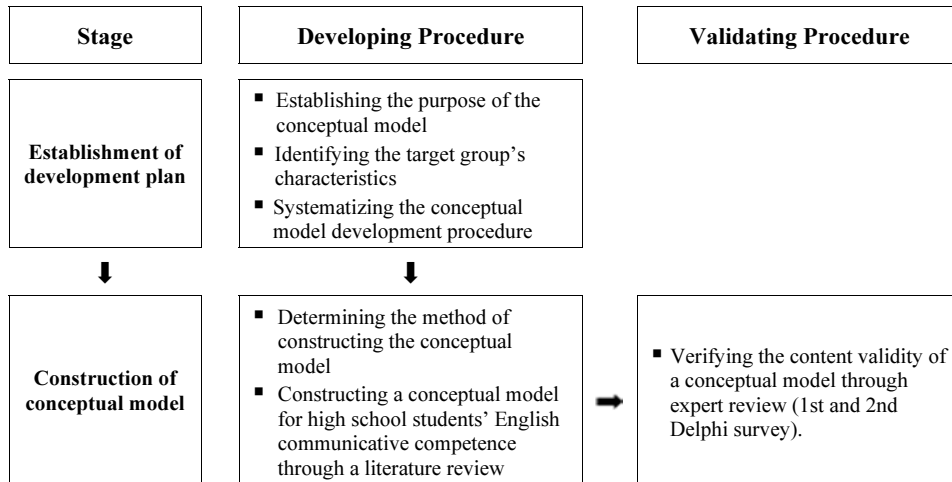 Stage
Developing Procedure
Validating Procedure
Establishment of
development plan
▪ Establishing the purpose of the
conceptual model
▪ Identifying the target group's
characteristics
▪ Systematizing the conceptual
model development procedure
Construction of
conceptual model
▪ Determining the method of
constructing the conceptual
model
▪ Constructing a conceptual model
for high school students' English
communicative competence
through a literature review
▪ Verifying the content validity of
a conceptual model through
expert review (1st and 2nd
Delphi survey).